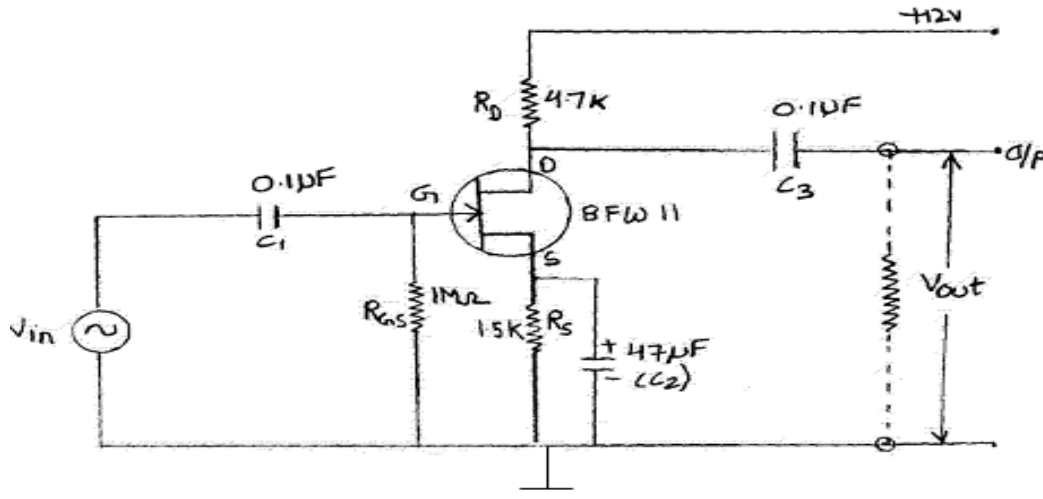 +12V
RD
4.7K
0.1µF
D
O/P
C3
0.1µF
G
BFW 11
C1
S
Vin
RGS
1MΩ
1.5K
RS
+ 47µF
- (C2)
Vout